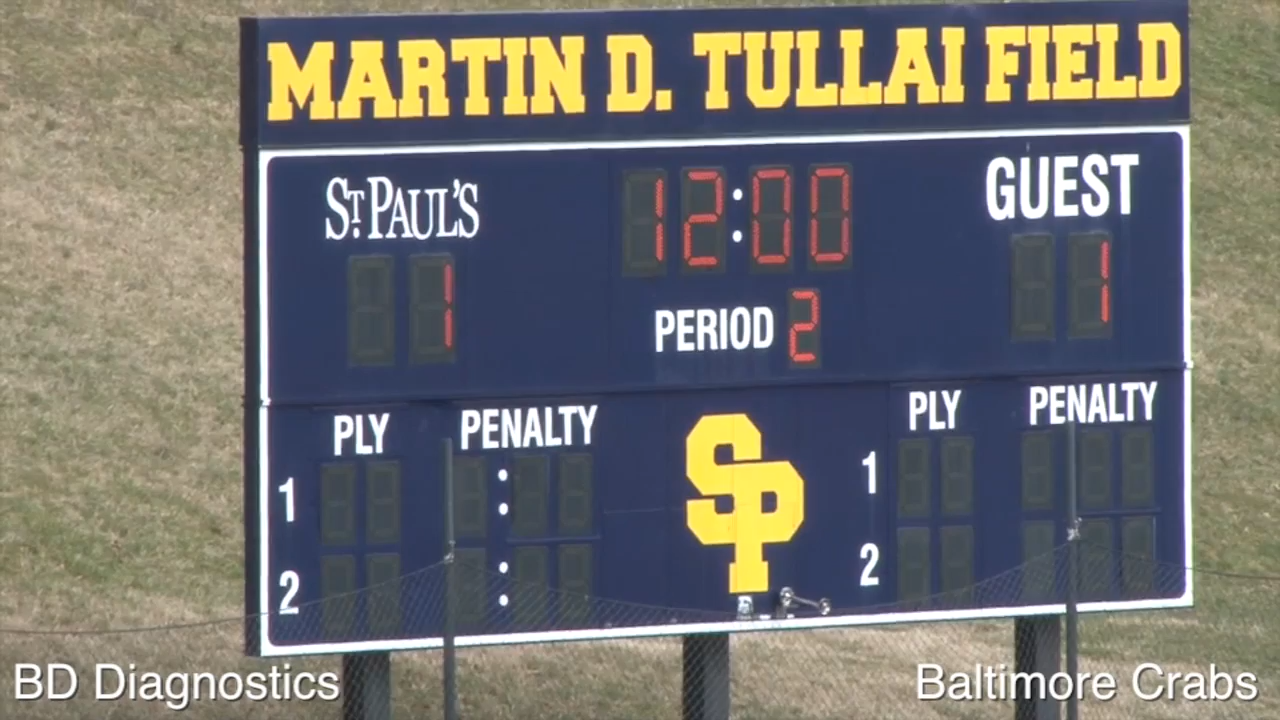 MARTIN D. TULLAI FIELD
ST. PAUL'S
12:00
GUEST
1
1
PERIOD 2
PLY PENALTY
PLY PENALTY
SP
1
1
2
2
BD Diagnostics
Baltimore Crabs